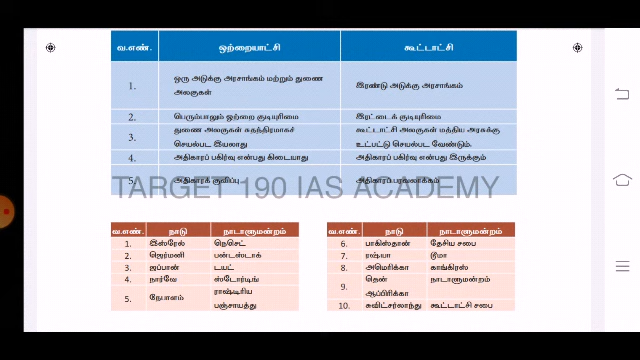 வ.எண். ஒற்றையாட்சி கூட்டாட்சி
1. ஒரு அடுக்கு அரசாங்கம் மற்றும் துணை அலகுகள் இரண்டு அடுக்கு அரசாங்கம்
2. பெரும்பாலும் ஒற்றை குடியுரிமை இரட்டைக் குடியுரிமை
3. துணை அலகுகள் சுதந்திரமாகச் செயல்பட இயலாது கூட்டாட்சி அலகுகள் மத்திய அரசுக்கு உட்பட்டு செயல்பட வேண்டும்.
4. அதிகாரப் பகிர்வு என்பது கிடையாது அதிகாரப் பகிர்வு என்பது இருக்கும்
5. அதிகாரக் குவிப்பு அதிகாரப் பரவலாக்கம்
TARGET 190 IAS ACADEMY
வ.எண். நாடு நாடாளுமன்றம்
1. இஸ்ரேல் நெசெட்
2. ஜெர்மனி பண்டஸ்டாக்
3. ஜப்பான் டயட்
4. நார்வே ஸ்டோர்டிங்
5. நேபாளம் ராஷ்டிரிய பஞ்சாயத்து
வ.எண். நாடு நாடாளுமன்றம்
6. பாகிஸ்தான் தேசிய சபை
7. ரஷ்யா டூமா
8. அமெரிக்கா காங்கிரஸ்
9. தென் ஆப்பிரிக்கா நாடாளுமன்றம்
10. சுவிட்சர்லாந்து கூட்டாட்சி சபை